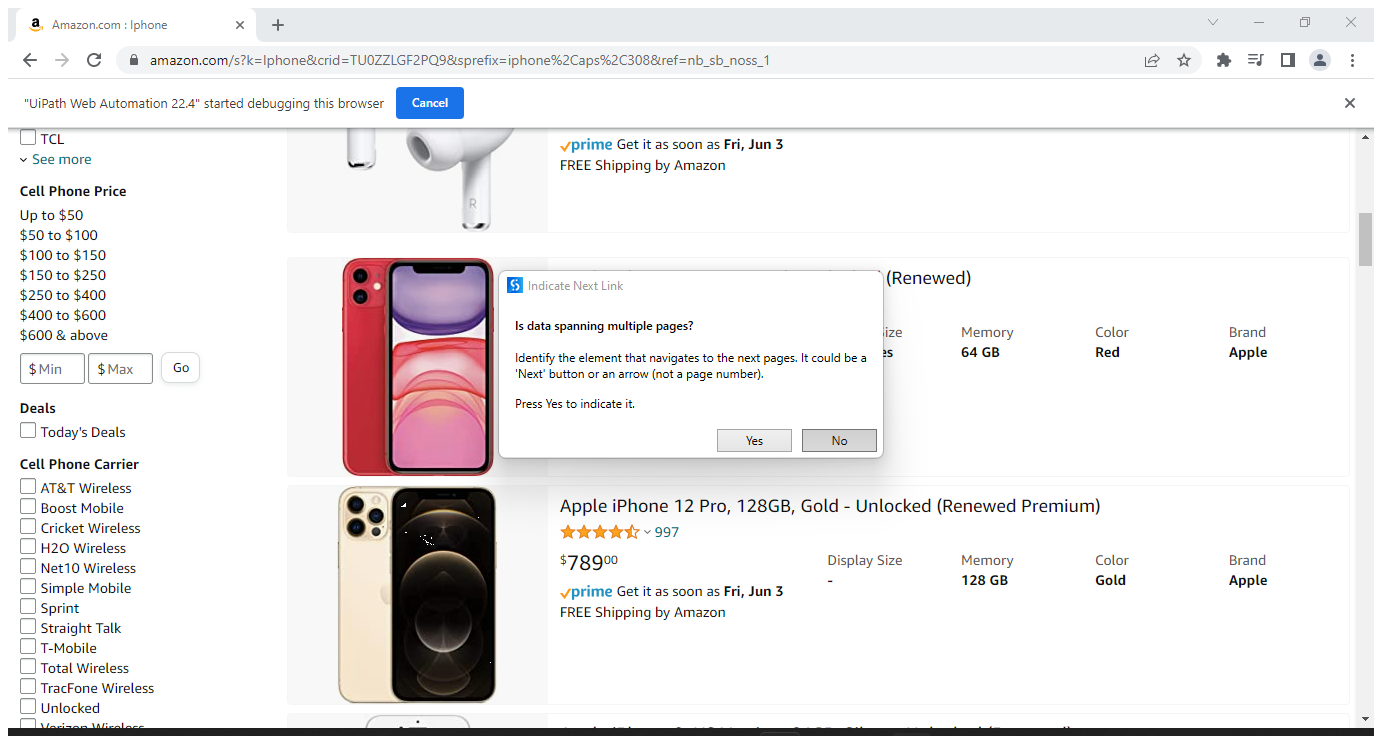 Amazon.com : Iphone
amazon.com/s?k=Iphone&crid=TU0ZZLGF2PQ9&sprefix=iphone%2Caps%2C308&ref=nb_sb_noss_1
"UiPath Web Automation 22.4" started debugging this browser
Cancel
TCL
See more
Cell Phone Price
Up to $50
$50 to $100
$100 to $150
$150 to $250
$250 to $400
$400 to $600
$600 & above
$ Min
$ Max
Go
Deals
Today's Deals
Cell Phone Carrier
AT&T Wireless
Boost Mobile
Cricket Wireless
H2O Wireless
Net10 Wireless
Simple Mobile
Sprint
Straight Talk
T-Mobile
Total Wireless
TracFone Wireless
Unlocked
Verizon Wireless
R
prime Get it as soon as Fri, Jun 3
FREE Shipping by Amazon
(Renewed)
Memory Color Brand
64 GB Red Apple
Indicate Next Link
Is data spanning multiple pages?
Identify the element that navigates to the next pages. It could be a
'Next' button or an arrow (not a page number).
Press Yes to indicate it.
Yes No
Apple iPhone 12 Pro, 128GB, Gold - Unlocked (Renewed Premium)
997
$78900
Display Size Memory Color Brand
- 128 GB Gold Apple
prime Get it as soon as Fri, Jun 3
FREE Shipping by Amazon